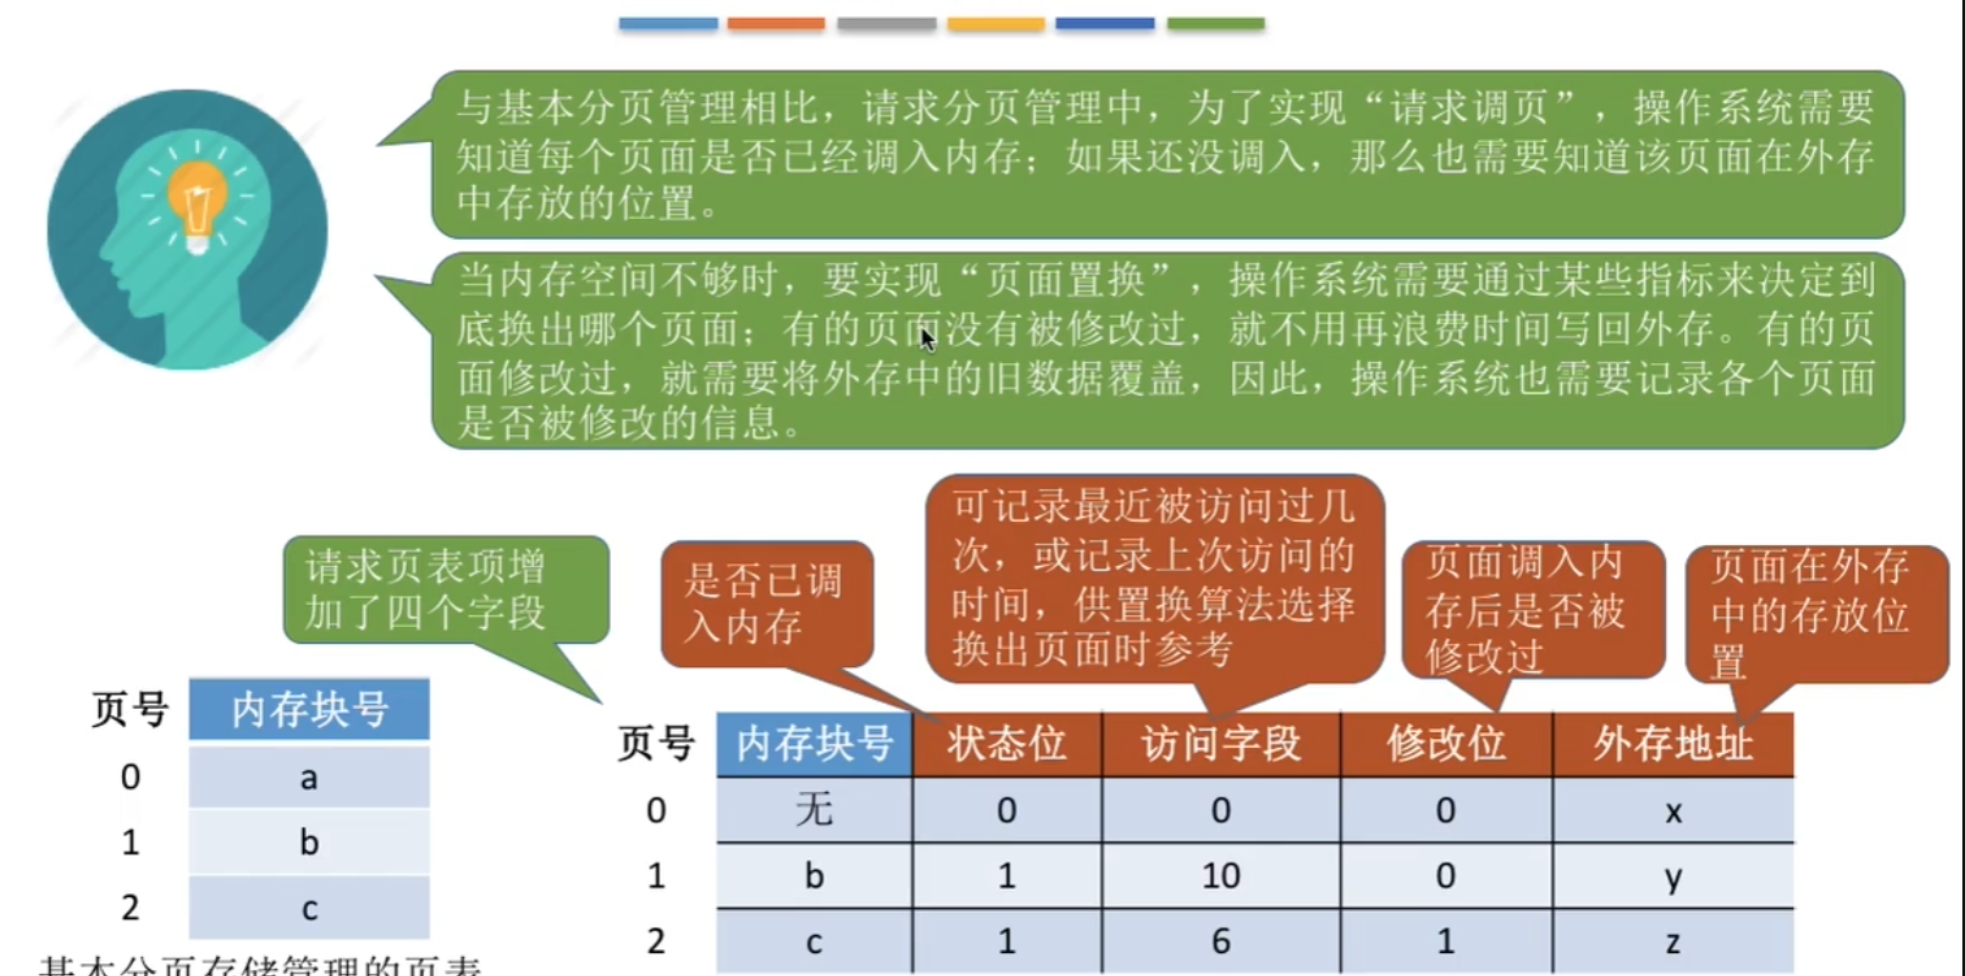 与基本分页管理相比，请求分页管理中，为了实现“请求调页”，操作系统需要
知道每个页面是否已经调入内存；如果还没调入，那么也需要知道该页面在外存
中存放的位置。
当内存空间不够时，要实现“页面置换”，操作系统需要通过某些指标来决定到
底换出哪个页面；有的页面没有被修改过，就不用再浪费时间写回外存。有的页
面修改过，就需要将外存中的旧数据覆盖，因此，操作系统也需要记录各个页面
是否被修改的信息。
请求页表项增
加了四个字段
是否已调
入内存
可记录最近被访问过几
次，或记录上次访问的
时间，供置换算法选择
换出页面时参考
页面调入内
存后是否被
修改过
页面在外存
中的存放位
置
页号 内存块号
0 a
1 b
2 c
基本分页存储管理的页表
页号 内存块号 状态位 访问字段 修改位 外存地址
0 无 0 0 0 x
1 b 1 10 0 y
2 c 1 6 1 z